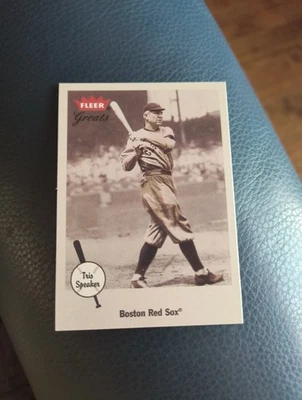 FLEER
Greats
Tris
Speaker
Boston Red Sox®